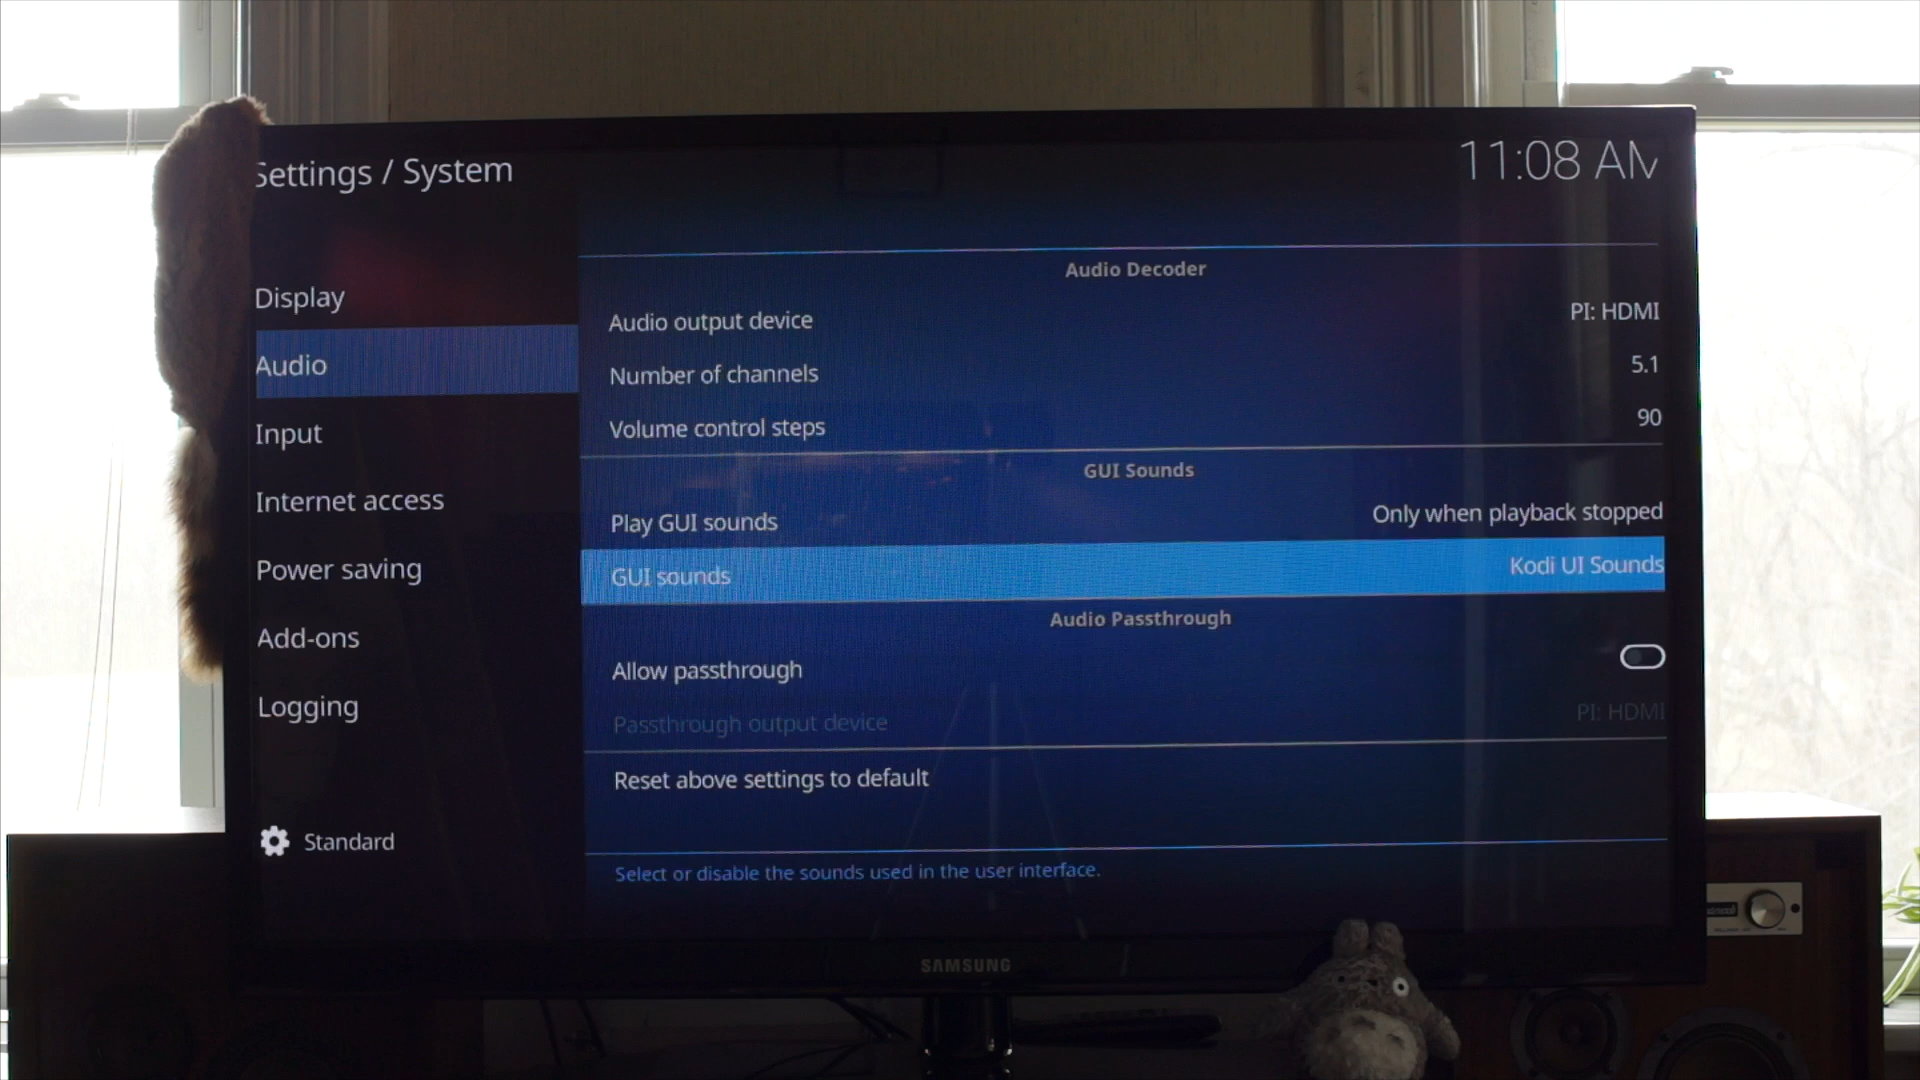 Settings / System
11:08 AM
Display
Audio
Input
Internet access
Power saving
Add-ons
Logging
Standard
Audio Decoder
Audio output device PI: HDMI
Number of channels 5.1
Volume control steps 90
GUI Sounds
Play GUI sounds Only when playback stopped
GUI sounds Kodi UI Sounds
Audio Passthrough
Allow passthrough
Passthrough output device PI: HDMI
Reset above settings to default
Select or disable the sounds used in the user interface.
SAMSUNG